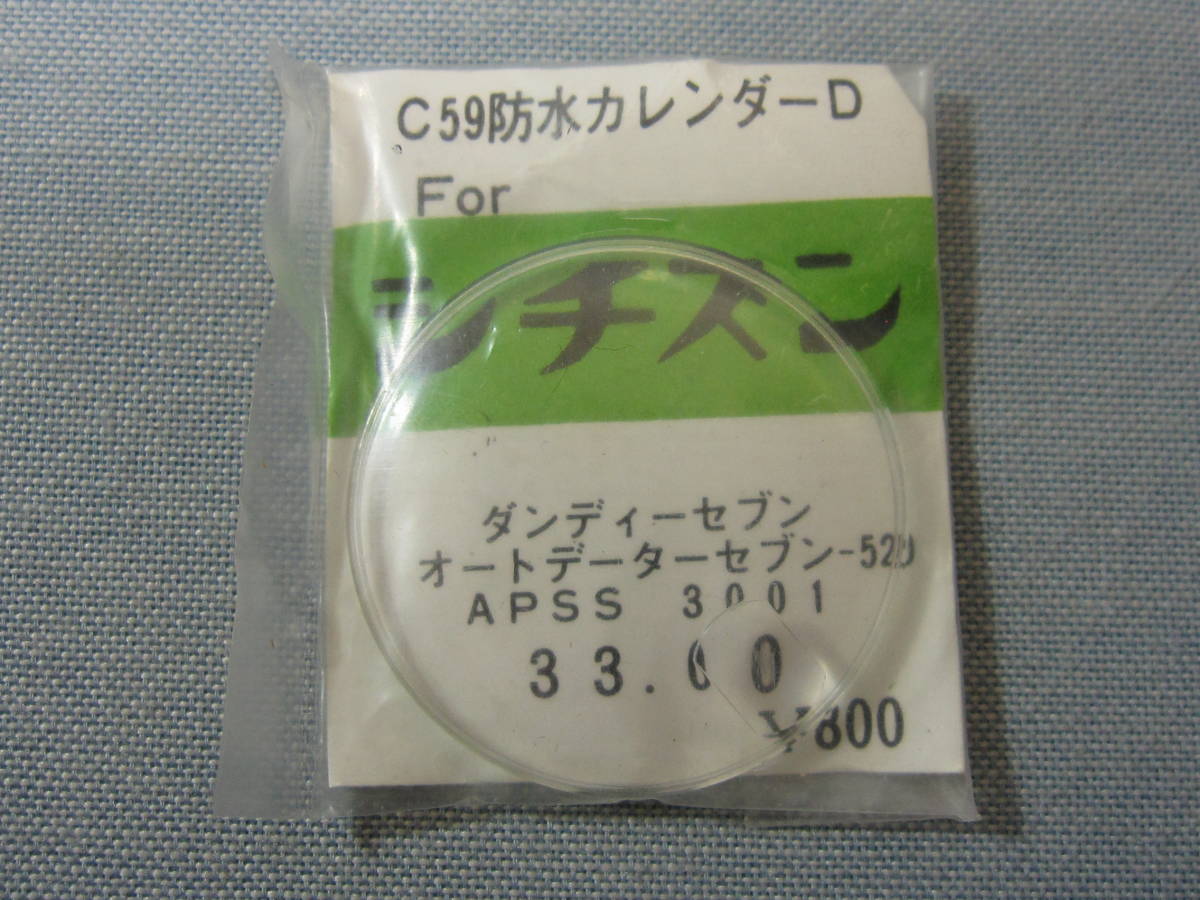 C59防水カレンダーD
For
シチズン
ダンディーセブン
オートデーターセブン-520
APSS 3001
33.00
¥800